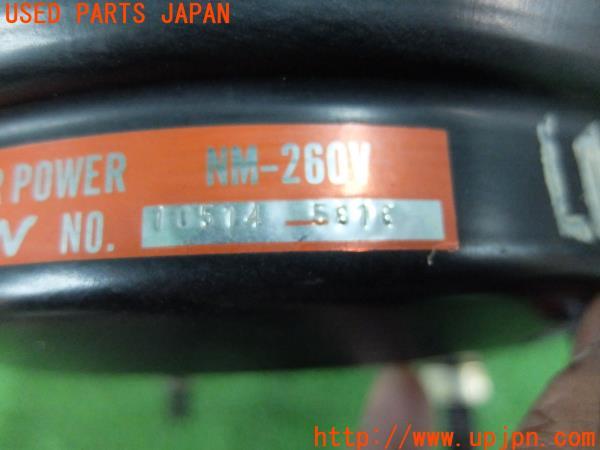 USED PARTS JAPAN
POWER NM-260V
NO.
http://www.upjpn.com/